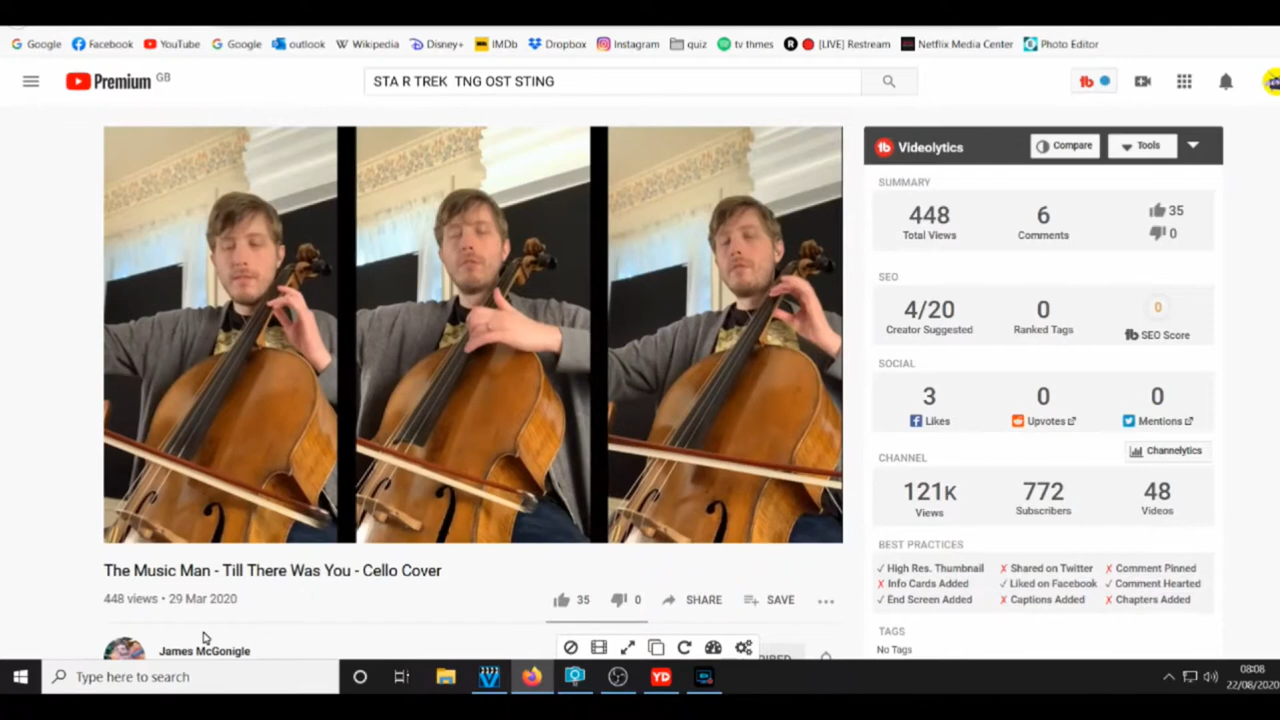 Google Facebook YouTube Google outlook Wikipedia Disney+ IMDb Dropbox Instagram quiz tv thmes [LIVE] Restream Netflix Media Center Photo Editor
Premium GB STA R TREK  TNG OST STING
Videolytics Compare Tools
SUMMARY
448 6 35
Total Views Comments 0
SEO
4/20 0 0
Creator Suggested Ranked Tags SEO Score
SOCIAL
3 0 0
Likes Upvotes Mentions
CHANNEL Channelytics
121K 772 48
Views Subscribers Videos
BEST PRACTICES
✓ High Res. Thumbnail ✗ Shared on Twitter ✗ Comment Pinned
✗ Info Cards Added ✓ Liked on Facebook ✓ Comment Hearted
✓ End Screen Added ✗ Captions Added ✗ Chapters Added
TAGS
No Tags
The Music Man - Till There Was You - Cello Cover
448 views • 29 Mar 2020 35 0 SHARE SAVE
James McGonigle
Type here to search YD 08:08
22/08/2020